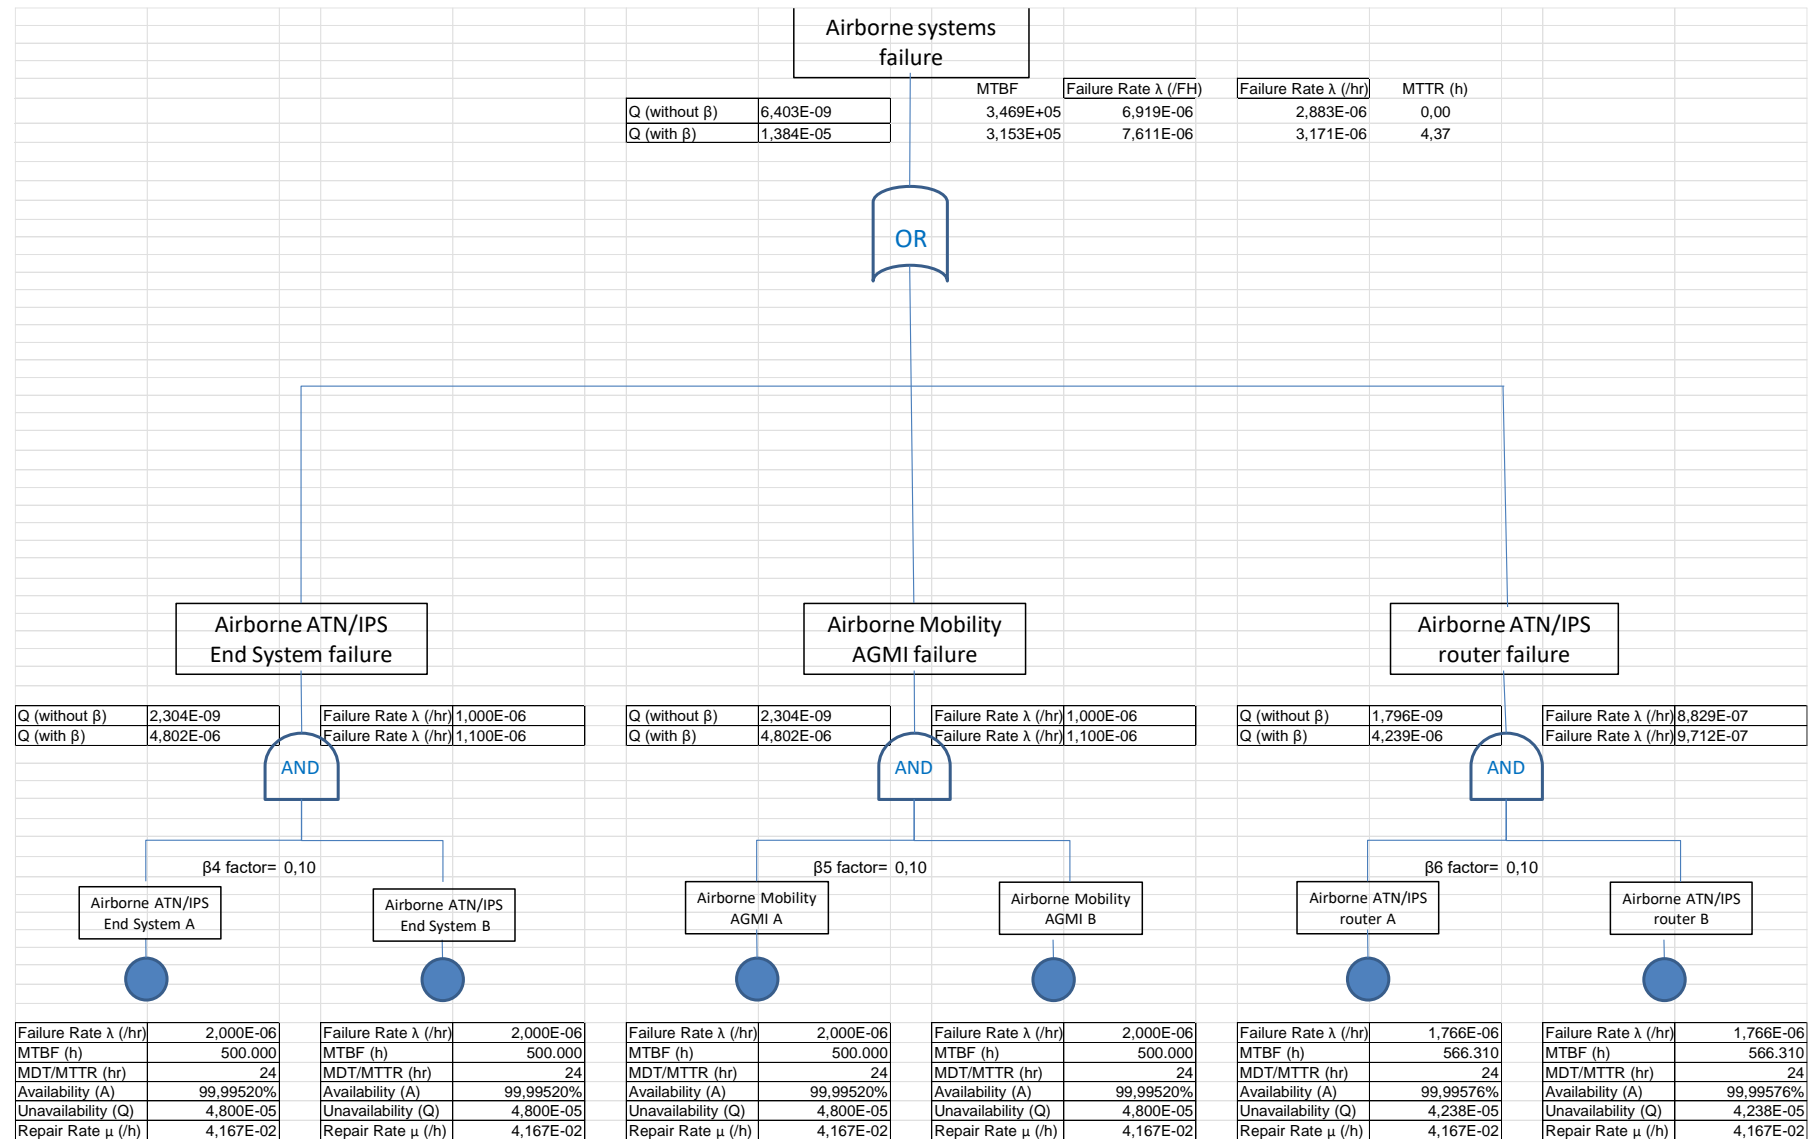 Airborne systems
failure
MTBF Failure Rate λ (/FH) Failure Rate λ (/hr) MTTR (h)
Q (without β) 6,403E-09 3,469E+05 6,919E-06 2,883E-06 0,00
Q (with β) 1,384E-05 3,153E+05 7,611E-06 3,171E-06 4,37
OR
Airborne ATN/IPS
End System failure
Airborne Mobility
AGMI failure
Airborne ATN/IPS
router failure
Q (without β) 2,304E-09 Failure Rate λ (/hr) 1,000E-06 Q (without β) 2,304E-09 Failure Rate λ (/hr) 1,000E-06 Q (without β) 1,796E-09 Failure Rate λ (/hr) 8,829E-07
Q (with β) 4,802E-06 Failure Rate λ (/hr) 1,100E-06 Q (with β) 4,802E-06 Failure Rate λ (/hr) 1,100E-06 Q (with β) 4,239E-06 Failure Rate λ (/hr) 9,712E-07
AND AND AND
β4 factor= 0,10 β5 factor= 0,10 β6 factor= 0,10
Airborne ATN/IPS
End System A
Airborne ATN/IPS
End System B
Airborne Mobility
AGMI A
Airborne Mobility
AGMI B
Airborne ATN/IPS
router A
Airborne ATN/IPS
router B
Failure Rate λ (/hr) 2,000E-06 Failure Rate λ (/hr) 2,000E-06 Failure Rate λ (/hr) 2,000E-06 Failure Rate λ (/hr) 2,000E-06 Failure Rate λ (/hr) 1,766E-06 Failure Rate λ (/hr) 1,766E-06
MTBF (h) 500.000 MTBF (h) 500.000 MTBF (h) 500.000 MTBF (h) 500.000 MTBF (h) 566.310 MTBF (h) 566.310
MDT/MTTR (hr) 24 MDT/MTTR (hr) 24 MDT/MTTR (hr) 24 MDT/MTTR (hr) 24 MDT/MTTR (hr) 24 MDT/MTTR (hr) 24
Availability (A) 99,99520% Availability (A) 99,99520% Availability (A) 99,99520% Availability (A) 99,99520% Availability (A) 99,99576% Availability (A) 99,99576%
Unavailability (Q) 4,800E-05 Unavailability (Q) 4,800E-05 Unavailability (Q) 4,800E-05 Unavailability (Q) 4,800E-05 Unavailability (Q) 4,238E-05 Unavailability (Q) 4,238E-05
Repair Rate μ (/h) 4,167E-02 Repair Rate μ (/h) 4,167E-02 Repair Rate μ (/h) 4,167E-02 Repair Rate μ (/h) 4,167E-02 Repair Rate μ (/h) 4,167E-02 Repair Rate μ (/h) 4,167E-02